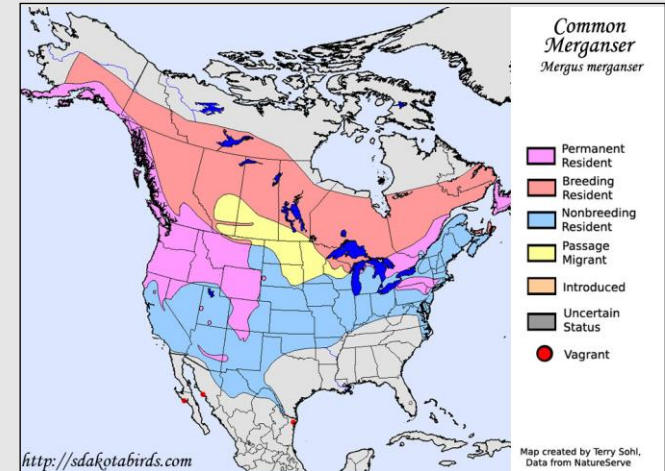 Common
Merganser
Mergus merganser
Permanent
Resident
Breeding
Resident
Nonbreeding
Resident
Passage
Migrant
Introduced
Uncertain
Status
Vagrant
http://sdakotabirds.com
Map created by Terry Sohl,
Data from NatureServe